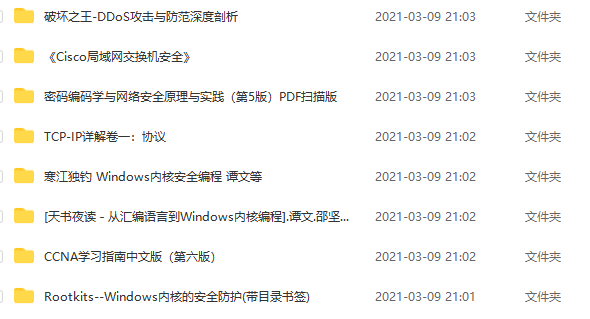 破坏之王-DDoS攻击与防范深度剖析 2021-03-09 21:03 文件夹
《Cisco局域网交换机安全》 2021-03-09 21:03 文件夹
密码编码学与网络安全原理与实践（第5版）PDF扫描版 2021-03-09 21:03 文件夹
TCP-IP详解卷一：协议 2021-03-09 21:02 文件夹
寒江独钓 Windows内核安全编程 谭文等 2021-03-09 21:02 文件夹
[天书夜读 - 从汇编语言到Windows内核编程].谭文.邵坚... 2021-03-09 21:02 文件夹
CCNA学习指南中文版（第六版） 2021-03-09 21:02 文件夹
Rootkits--Windows内核的安全防护(带目录书签) 2021-03-09 21:01 文件夹